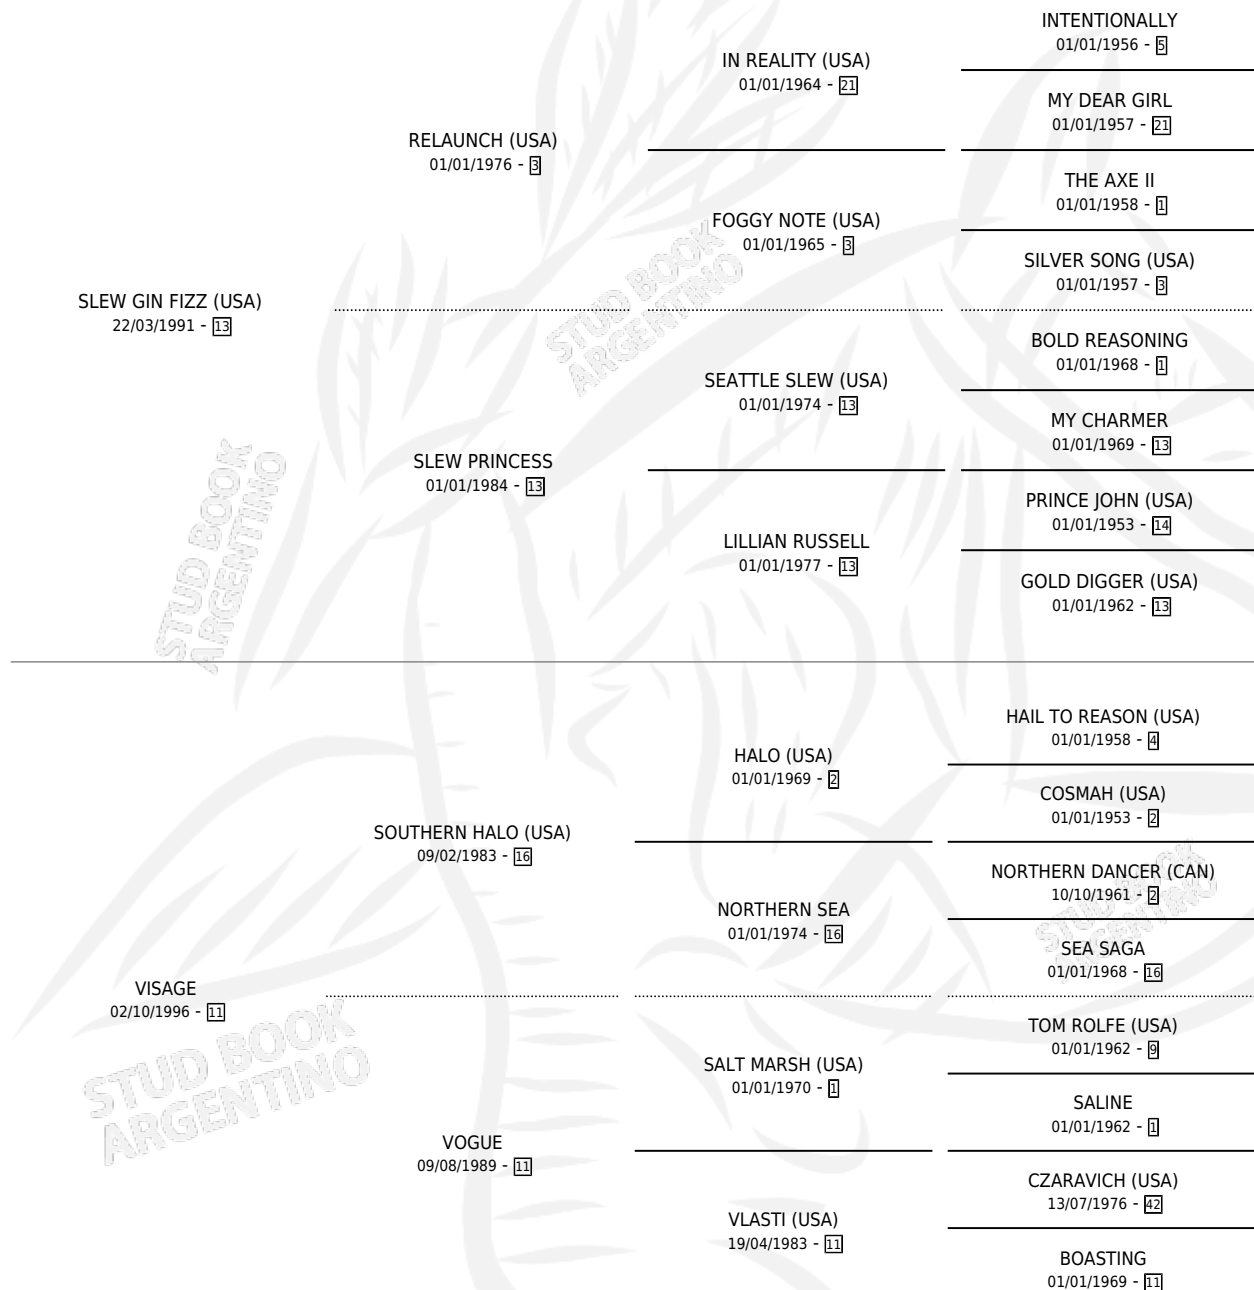 INTENTIONALLY
01/01/1956 - 5
IN REALITY (USA)
01/01/1964 - 21
MY DEAR GIRL
01/01/1957 - 21
RELAUNCH (USA)
01/01/1976 - 3
THE AXE II
01/01/1958 - 1
FOGGY NOTE (USA)
01/01/1965 - 3
SILVER SONG (USA)
01/01/1957 - 3
SLEW GIN FIZZ (USA)
22/03/1991 - 13
STUD BOOK
ARGENTINO
BOLD REASONING
01/01/1968 - 1
SEATTLE SLEW (USA)
01/01/1974 - 13
MY CHARMER
01/01/1969 - 13
SLEW PRINCESS
01/01/1984 - 13
PRINCE JOHN (USA)
01/01/1953 - 14
LILLIAN RUSSELL
01/01/1977 - 13
GOLD DIGGER (USA)
01/01/1962 - 13
STUD BOOK
ARGENTINO
HAIL TO REASON (USA)
01/01/1958 - 4
HALO (USA)
01/01/1969 - 2
COSMAH (USA)
01/01/1953 - 2
SOUTHERN HALO (USA)
09/02/1983 - 16
NORTHERN DANCER (CAN)
10/10/1961 - 2
NORTHERN SEA
01/01/1974 - 16
STUD BOOK
ARGENTINO
SEA SAGA
01/01/1968 - 16
VISAGE
02/10/1996 - 11
TOM ROLFE (USA)
01/01/1962 - 9
SALT MARSH (USA)
01/01/1970 - 1
SALINE
01/01/1962 - 1
STUD BOOK
ARGENTINO
VOGUE
09/08/1989 - 11
CZARAVICH (USA)
13/07/1976 - 42
VLASTI (USA)
19/04/1983 - 11
BOASTING
01/01/1969 - 11